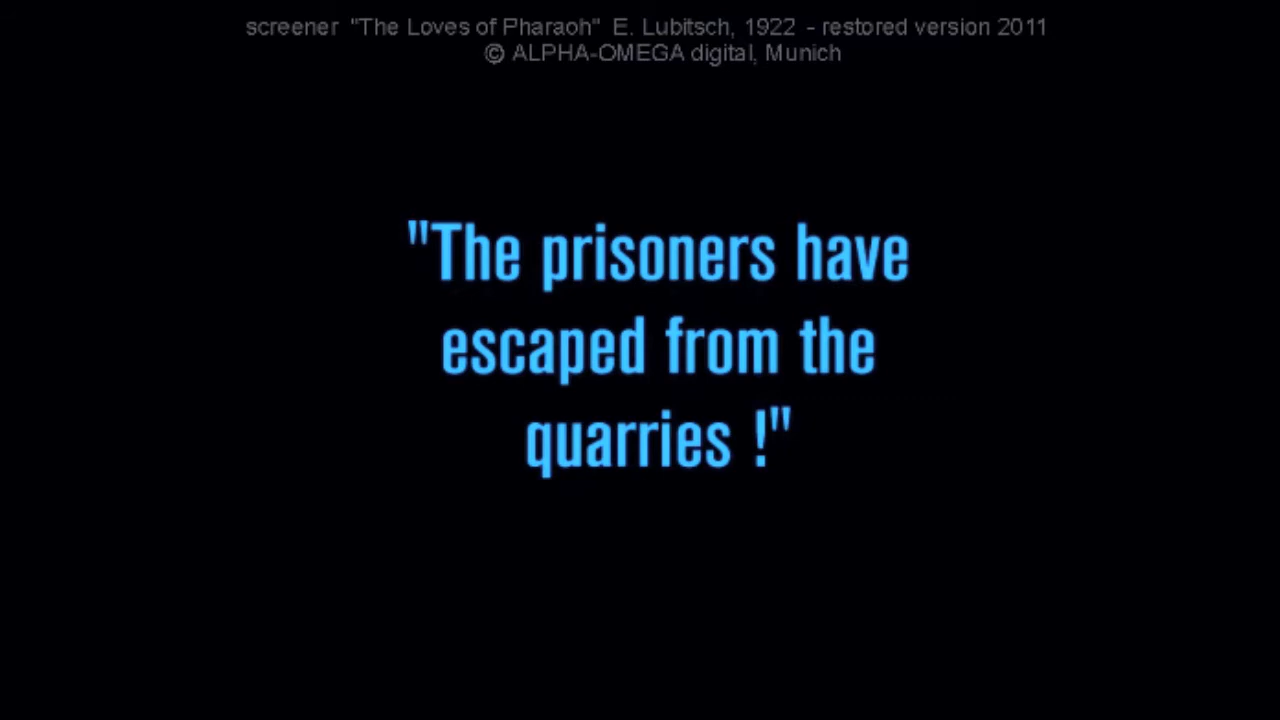 screener "The Loves of Pharaoh" E. Lubitsch, 1922 - restored version 2011
© ALPHA-OMEGA digital, Munich
"The prisoners have
escaped from the
quarries !"